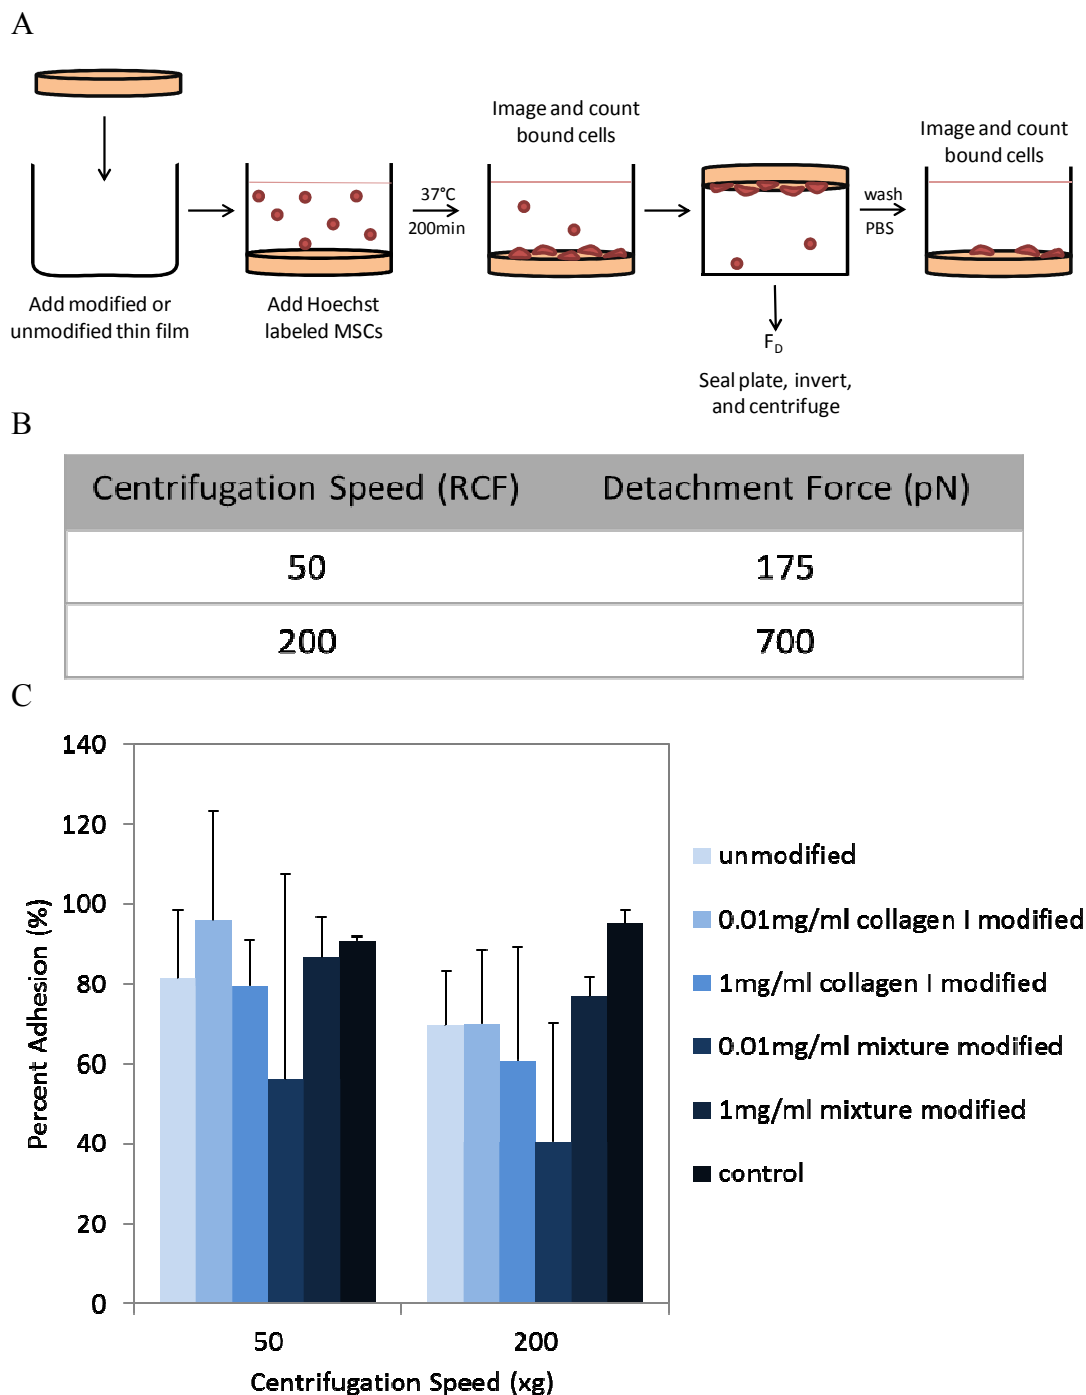 A
Add modified or
unmodified thin film
Add Hoechst
labeled MSCs
37°C
200min
Image and count
bound cells
F_D
Seal plate, invert,
and centrifuge
wash
PBS
Image and count
bound cells
B
Centrifugation Speed (RCF) Detachment Force (pN)
50 175
200 700
C
Percent Adhesion (%)
140
120
100
80
60
40
20
0
50 200
Centrifugation Speed (xg)
unmodified
0.01mg/ml collagen I modified
1mg/ml collagen I modified
0.01mg/ml mixture modified
1mg/ml mixture modified
control